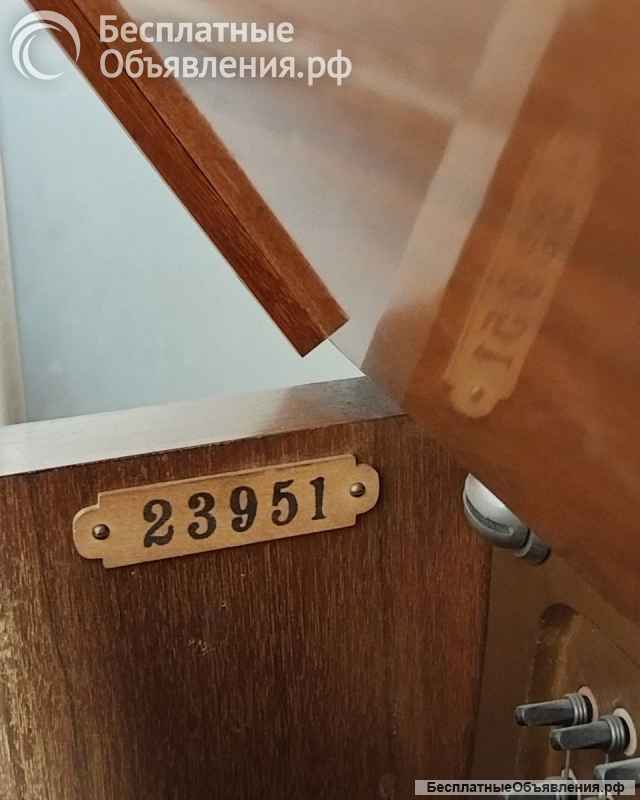 Бесплатные
Объявления.рф
23951
БесплатныеОбъявления.рф